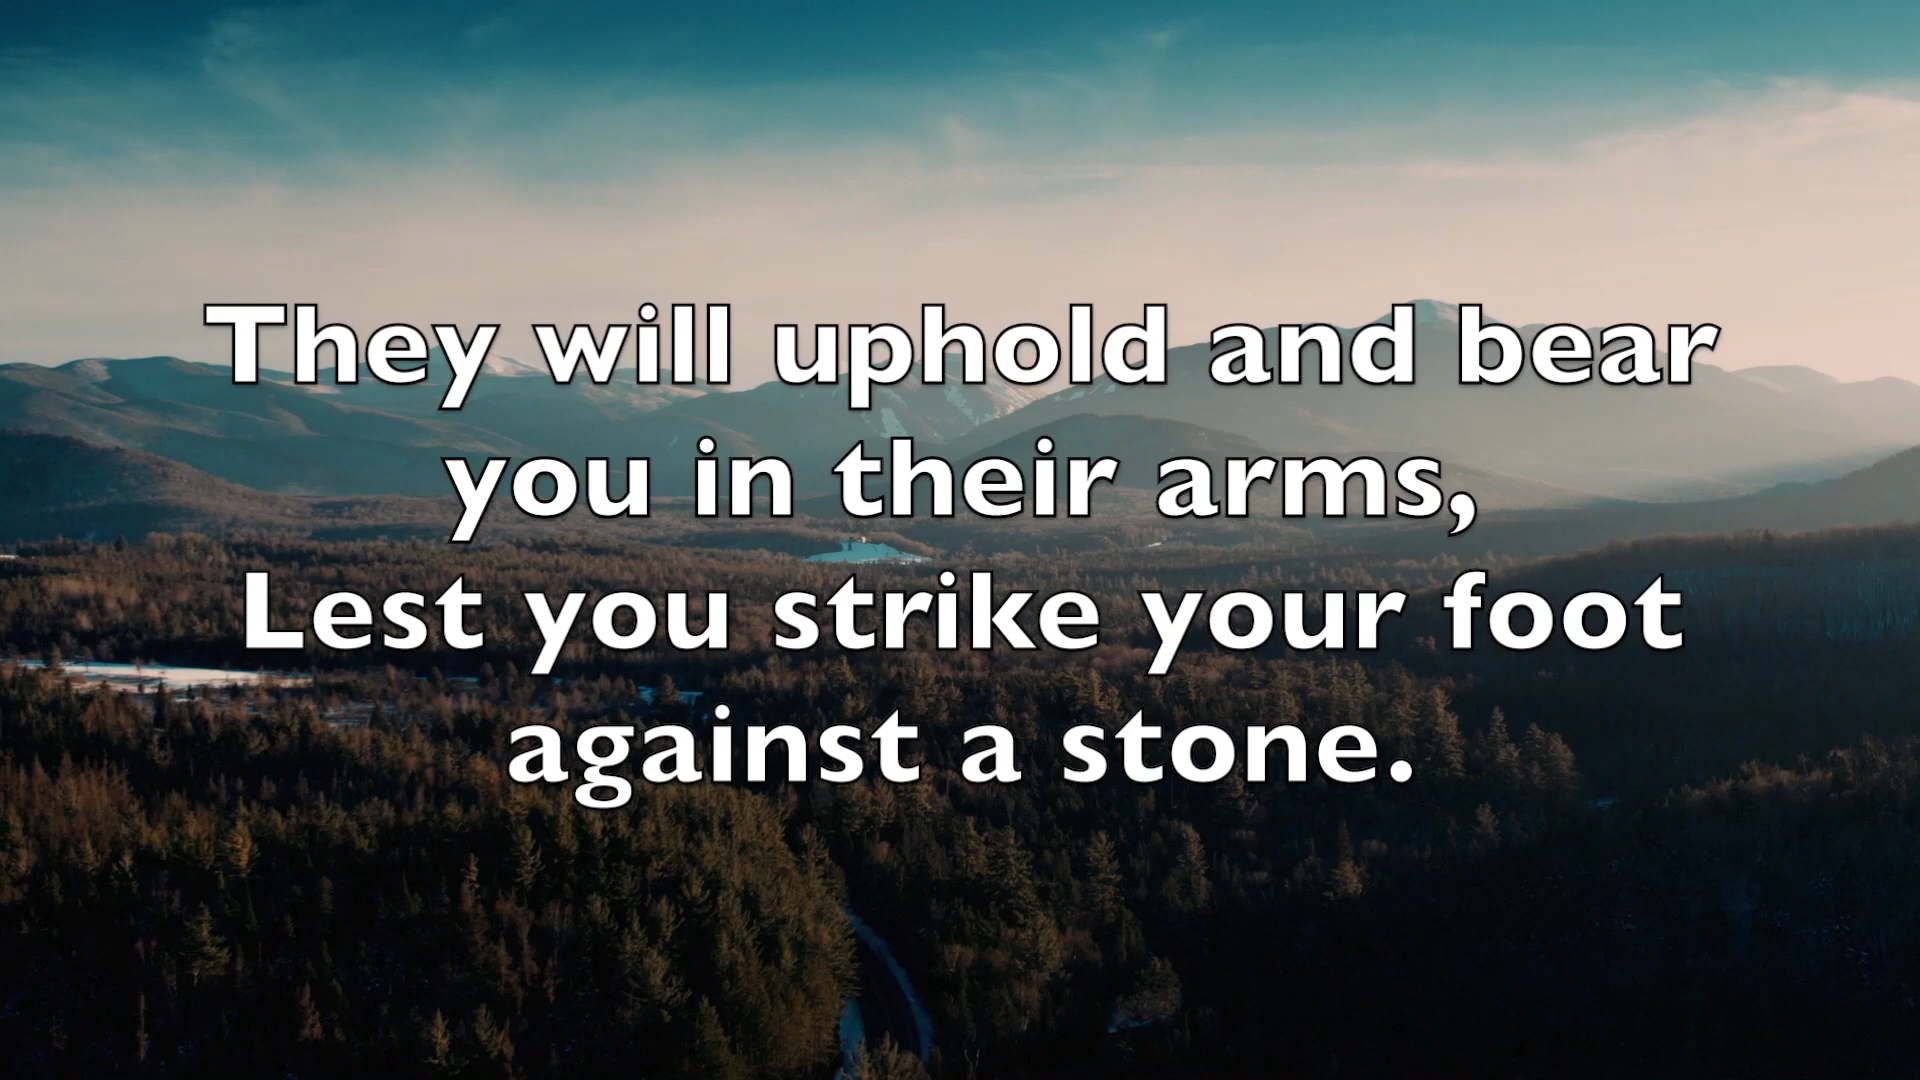 They will uphold and bear
you in their arms,
Lest you strike your foot
against a stone.